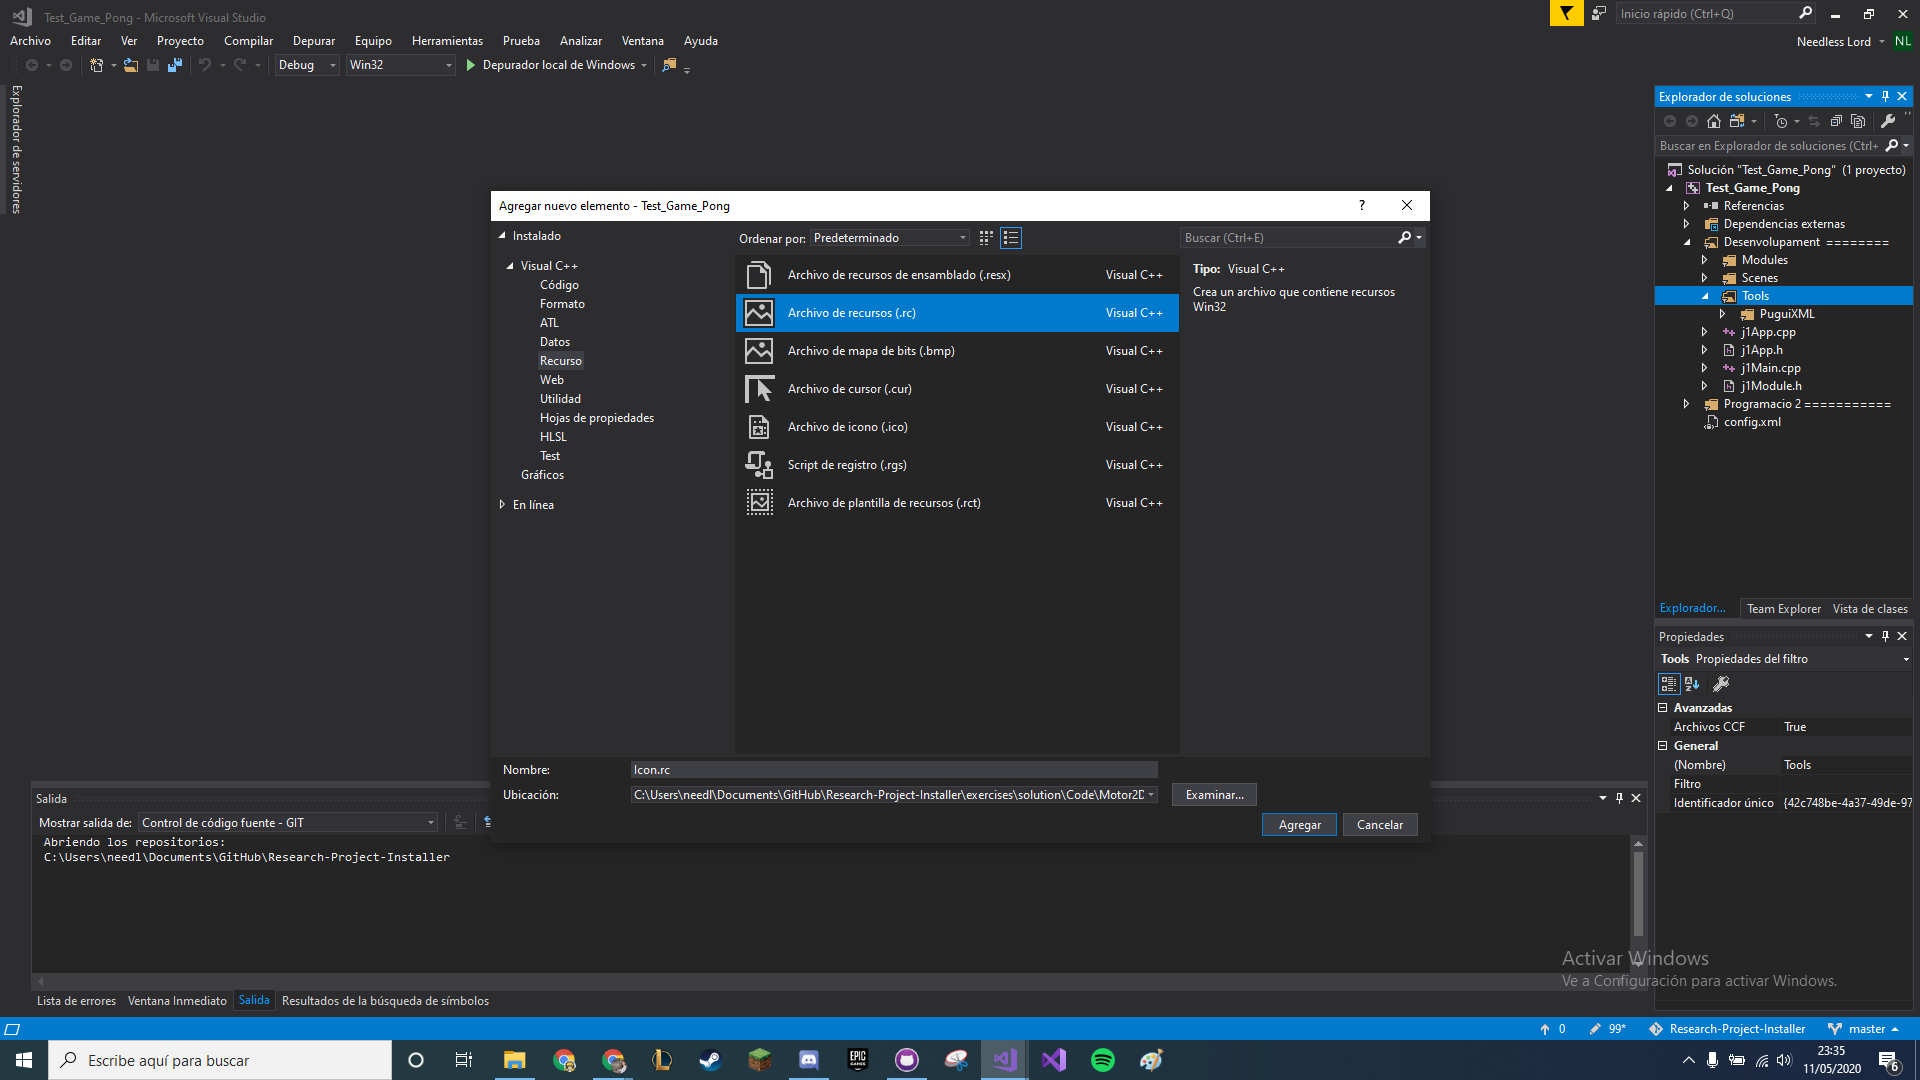 Test_Game_Pong - Microsoft Visual Studio
Inicio rápido (Ctrl+Q)
Archivo Editar Ver Proyecto Compilar Depurar Equipo Herramientas Prueba Analizar Ventana Ayuda
Needless Lord NL
Debug Win32 Depurador local de Windows
Explorador de servidores
Explorador de soluciones
Buscar en Explorador de soluciones (Ctrl+
Solución "Test_Game_Pong" (1 proyecto)
Test_Game_Pong
Referencias
Dependencias externas
Desenvolupament ========
Modules
Scenes
Tools
PuguiXML
j1App.cpp
j1App.h
j1Main.cpp
j1Module.h
Programacio 2 ===========
config.xml
Explorador... Team Explorer Vista de clases
Propiedades
Tools Propiedades del filtro
Avanzadas
Archivos CCF True
General
(Nombre) Tools
Filtro
Identificador único {42c748be-4a37-49de-97
Agregar nuevo elemento - Test_Game_Pong
?
Instalado
Visual C++
Código
Formato
ATL
Datos
Recurso
Web
Utilidad
Hojas de propiedades
HLSL
Test
Gráficos
En línea
Ordenar por: Predeterminado
Buscar (Ctrl+E)
Archivo de recursos de ensamblado (.resx) Visual C++
Archivo de recursos (.rc) Visual C++
Archivo de mapa de bits (.bmp) Visual C++
Archivo de cursor (.cur) Visual C++
Archivo de icono (.ico) Visual C++
Script de registro (.rgs) Visual C++
Archivo de plantilla de recursos (.rct) Visual C++
Tipo: Visual C++
Crea un archivo que contiene recursos
Win32
Nombre: Icon.rc
Ubicación: C:\Users\needl\Documents\GitHub\Research-Project-Installer\exercises\solution\Code\Motor2D
Examinar...
Agregar Cancelar
Salida
Mostrar salida de: Control de código fuente - GIT
Abriendo los repositorios:
C:\Users\needl\Documents\GitHub\Research-Project-Installer
Lista de errores Ventana Inmediato Salida Resultados de la búsqueda de símbolos
Activar Windows
Ve a Configuración para activar Windows.
0 99* Research-Project-Installer master
Escribe aquí para buscar
EPIC GAMES
23:35
11/05/2020
6